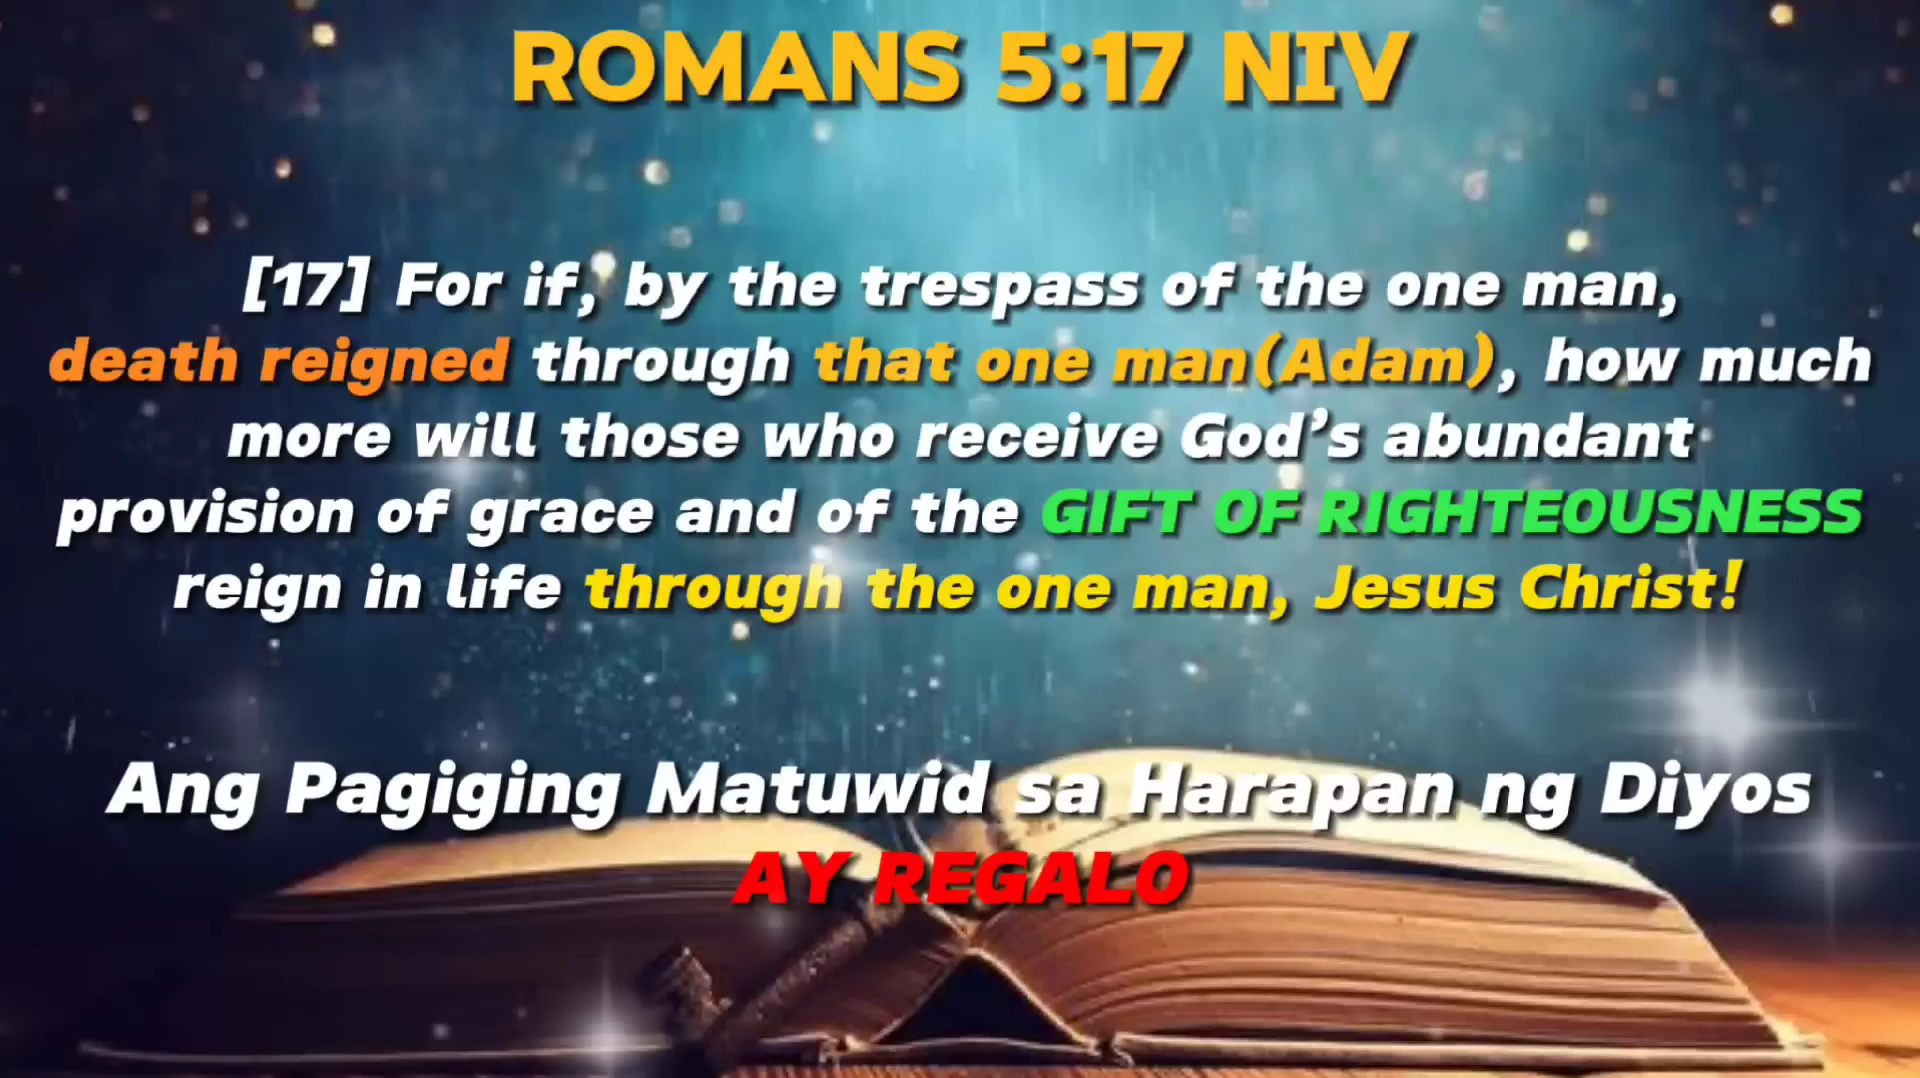 ROMANS 5:17 NIV
[17] For if, by the trespass of the one man,
death reigned through that one man(Adam), how much
more will those who receive God's abundant
provision of grace and of the GIFT OF RIGHTEOUSNESS
reign in life through the one man, Jesus Christ!
Ang Pagiging Matuwid sa Harapan ng Diyos
AY REGALO